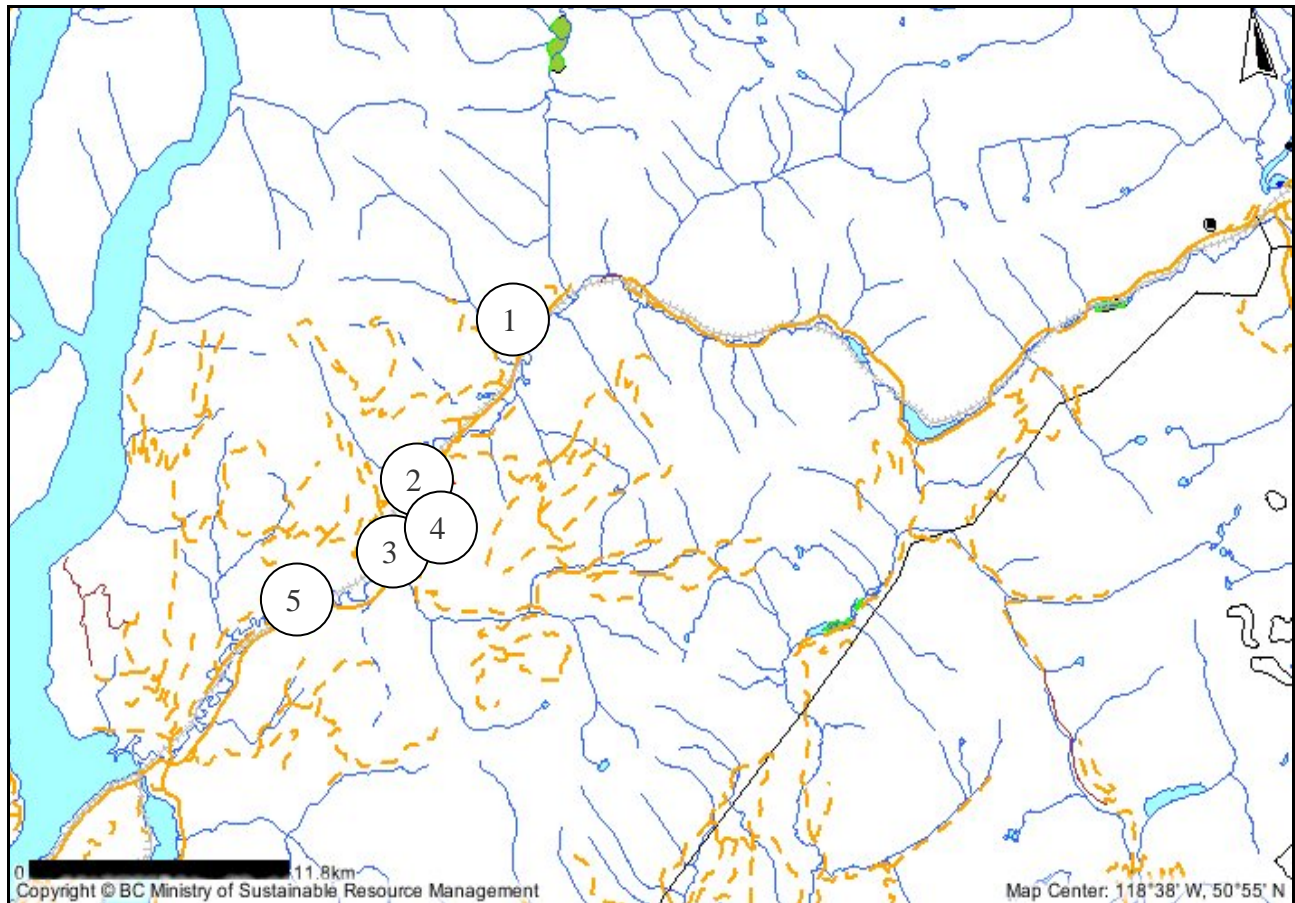 1
2
4
3
5
0 11.8km
Copyright © BC Ministry of Sustainable Resource Management
Map Center: 118°38' W, 50°55' N